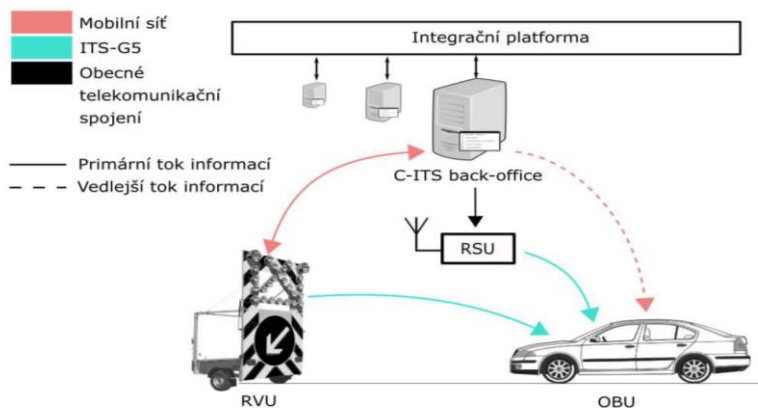 Mobilní síť
ITS-G5
Obecné
telekomunikační
spojení
Primární tok informací
Vedlejší tok informací
Integrační platforma
C-ITS back-office
RSU
RVU
OBU